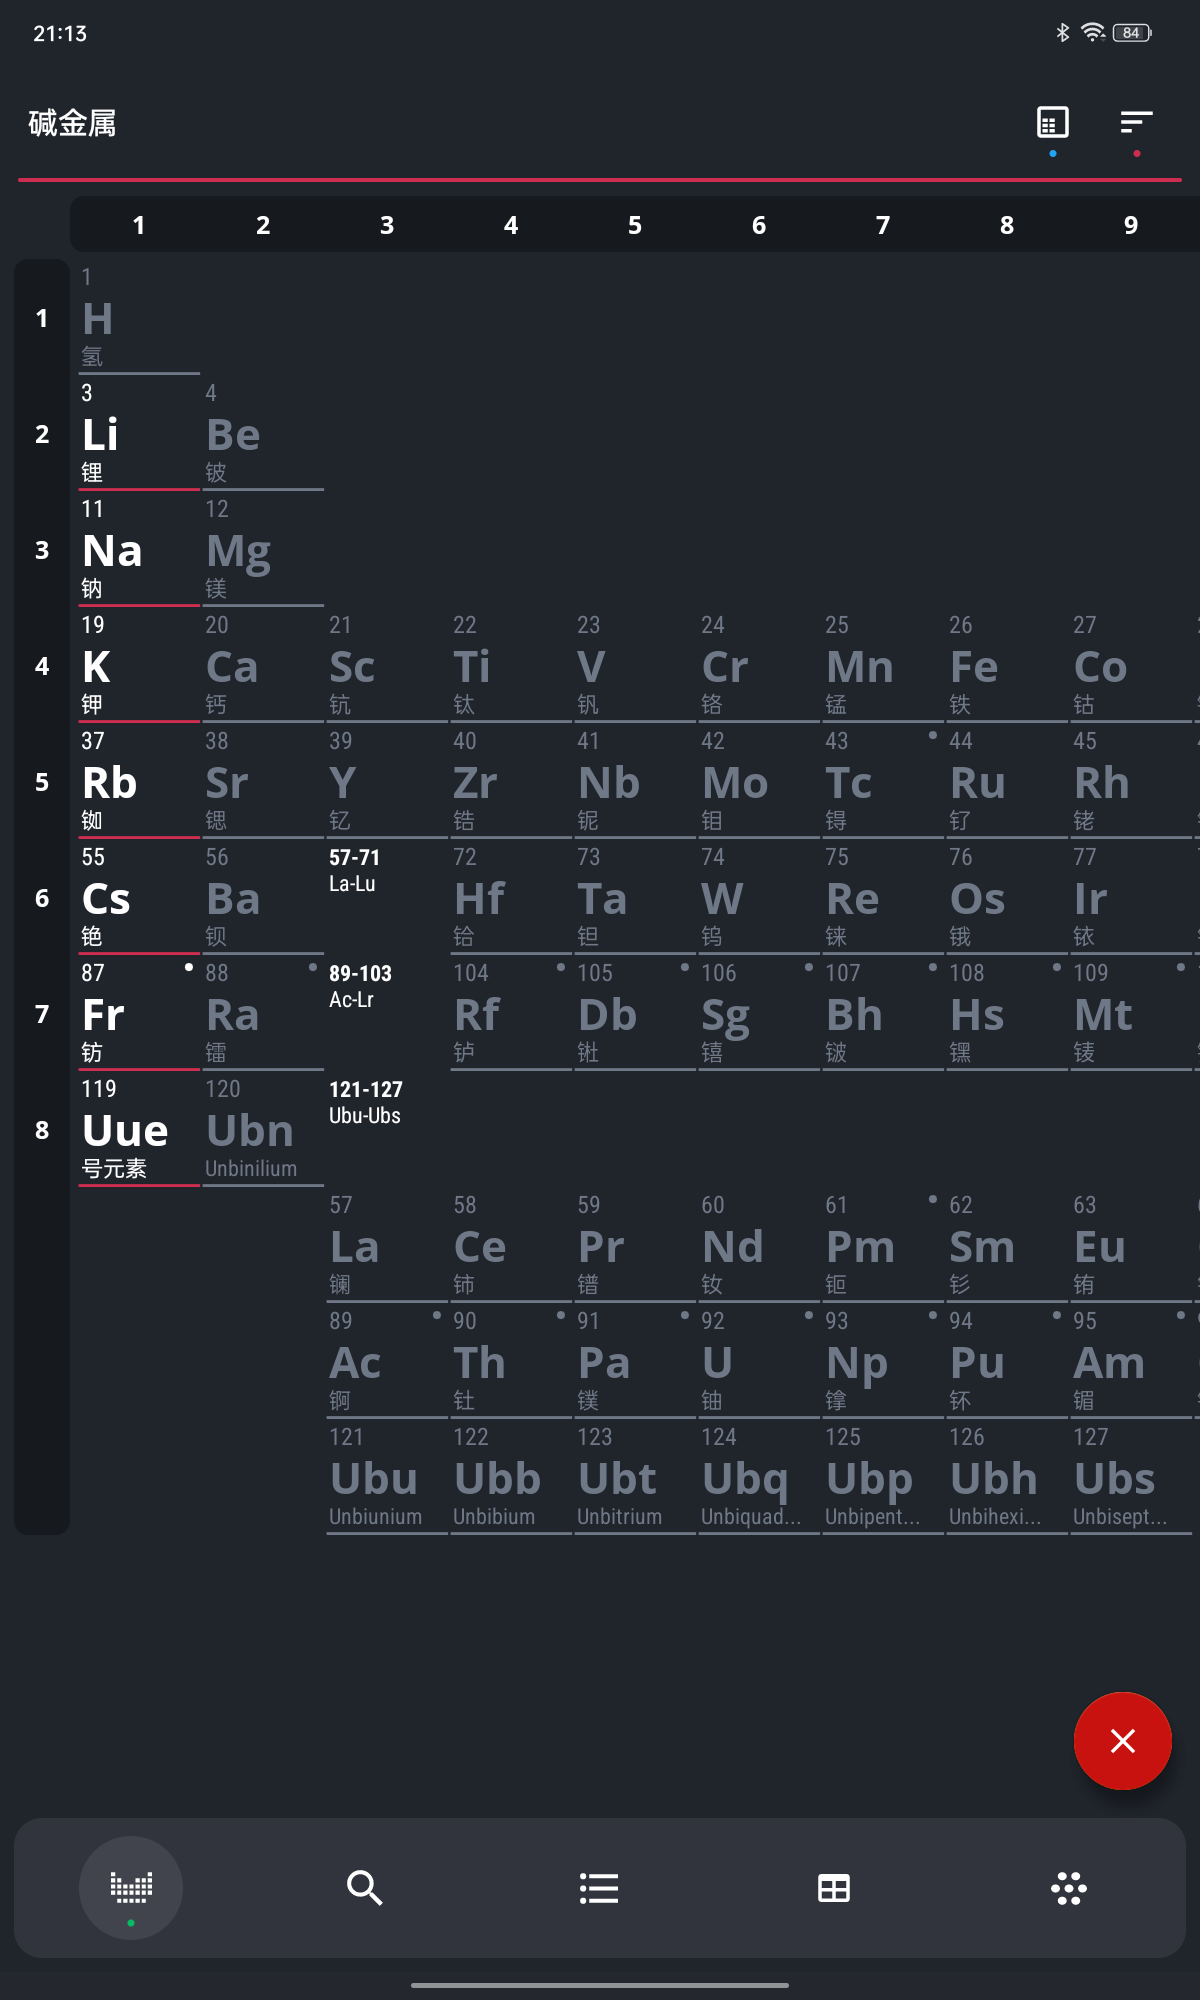 21:13
84
碱金属
1 2 3 4 5 6 7 8 9
1
1
H
氢
2
3 4
Li Be
锂 铍
3
11 12
Na Mg
钠 镁
4
19 20 21 22 23 24 25 26 27
K Ca Sc Ti V Cr Mn Fe Co
钾 钙 钪 钛 钒 铬 锰 铁 钴
5
37 38 39 40 41 42 43 44 45
Rb Sr Y Zr Nb Mo Tc Ru Rh
铷 锶 钇 锆 铌 钼 锝 钌 铑
6
55 56 57-71 72 73 74 75 76 77
La-Lu
Cs Ba Hf Ta W Re Os Ir
铯 钡 铪 钽 钨 铼 锇 铱
7
87 88 89-103 104 105 106 107 108 109
Ac-Lr
Fr Ra Rf Db Sg Bh Hs Mt
钫 镭 𬬻 𬭊 𬭳 𬭛 𬭶 鿏
8
119 120 121-127
Ubu-Ubs
Uue Ubn
号元素 Unbinilium
57 58 59 60 61 62 63
La Ce Pr Nd Pm Sm Eu
镧 铈 镨 钕 钷 钐 铕
89 90 91 92 93 94 95
Ac Th Pa U Np Pu Am
锕 钍 镤 铀 镎 钚 镅
121 122 123 124 125 126 127
Ubu Ubb Ubt Ubq Ubp Ubh Ubs
Unbiunium Unbibium Unbitrium Unbiquad... Unbipent... Unbihexi... Unbisept...